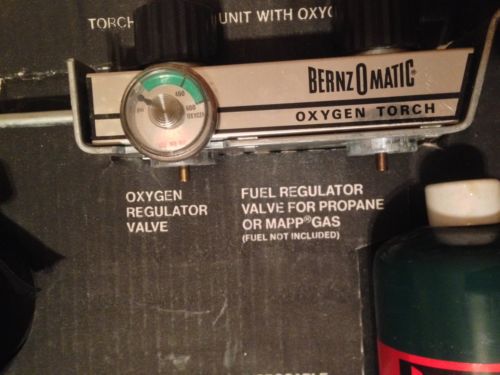 TORCH UNIT WITH OXYG
BERNZOMATIC®
OXYGEN TORCH
OXYGEN
REGULATOR
VALVE
FUEL REGULATOR
VALVE FOR PROPANE
OR MAPP® GAS
(FUEL NOT INCLUDED)